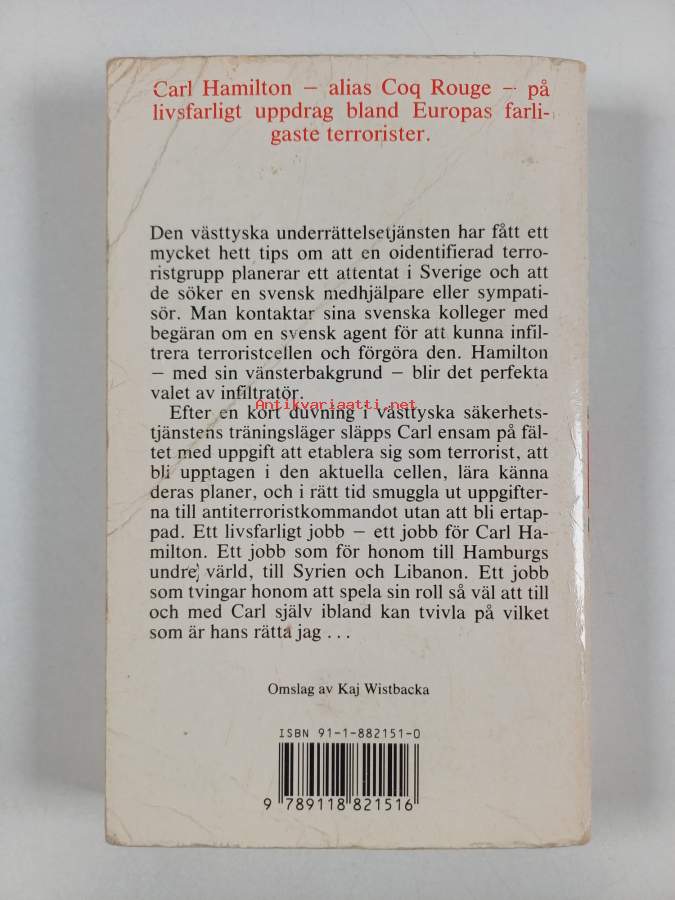 Carl Hamilton – alias Coq Rouge – på
livsfarligt uppdrag bland Europas farli-
gaste terrorister.
Den västtyska underrättelsetjänsten har fått ett
mycket hett tips om att en oidentifierad terro-
ristgrupp planerar ett attentat i Sverige och att
de söker en svensk medhjälpare eller sympati-
sör. Man kontaktar sina svenska kolleger med
begäran om en svensk agent för att kunna infil-
trera terroristcellen och förgöra den. Hamilton
– med sin vänsterbakgrund – blir det perfekta
valet av infiltratör.
Antikvariaatti.net
Efter en kort duvning i västtyska säkerhets-
tjänstens träningsläger släpps Carl ensam på fäl-
tet med uppgift att etablera sig som terrorist, att
bli upptagen i den aktuella cellen, lära känna
deras planer, och i rätt tid smuggla ut uppgifter-
na till antiterroristkommandot utan att bli ertap-
pad. Ett livsfarligt jobb – ett jobb för Carl Ha-
milton. Ett jobb som för honom till Hamburgs
undre värld, till Syrien och Libanon. Ett jobb
som tvingar honom att spela sin roll så väl att till
och med Carl själv ibland kan tvivla på vilket
som är hans rätta jag . . .
Omslag av Kaj Wistbacka
ISBN 91-1-882151-0
9 789118 821516